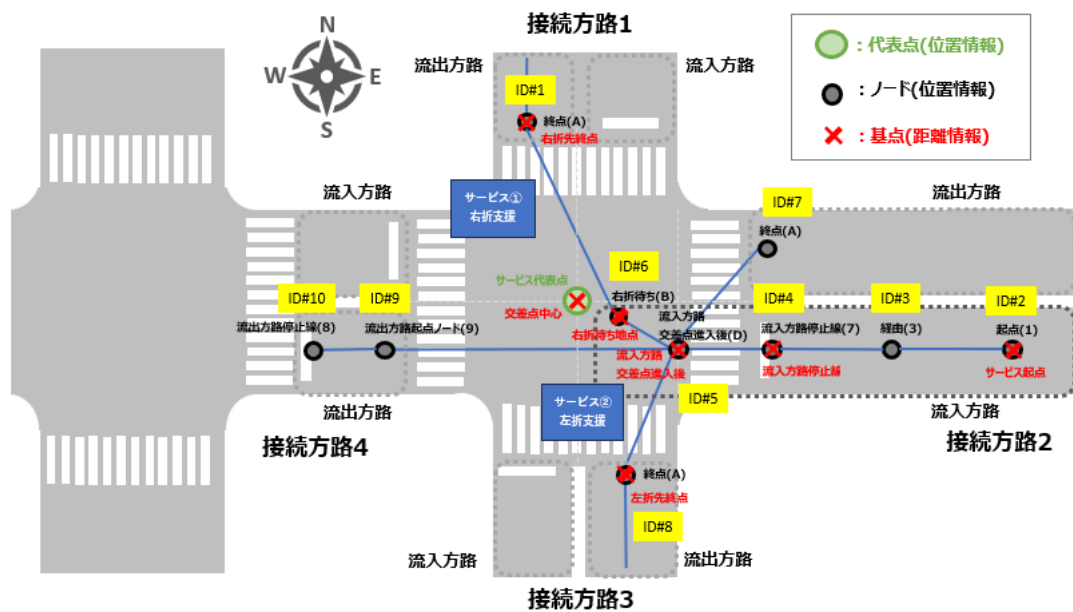 接続方路1
N
W
E
S
流出方路
流入方路
ID#1
終点(A)
右折先終点
：代表点(位置情報)
：ノード(位置情報)
：基点(距離情報)
流入方路
サービス①
右折支援
ID#7
流出方路
終点(A)
サービス代表点
交差点中心
ID#6
右折待ち(B)
右折待ち地点
流入方路
交差点進入後(D)
流入方路
交差点進入後
ID#5
ID#10
流出方路停止線(8)
ID#9
流出方路起点ノード(9)
ID#4
流入方路停止線(7)
流入方路停止線
ID#3
経由(3)
ID#2
起点(1)
サービス起点
サービス②
左折支援
流出方路
接続方路4
流入方路
接続方路2
終点(A)
左折先終点
ID#8
流入方路
流出方路
接続方路3